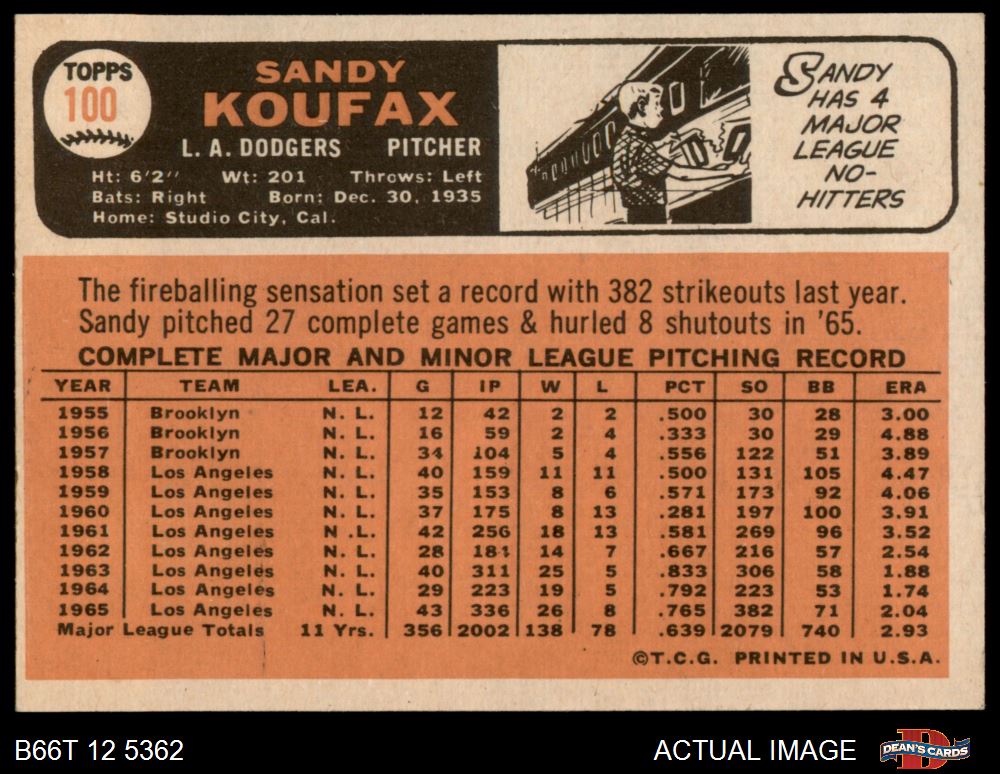 TOPPS
100
SANDY
KOUFAX
L. A. DODGERS PITCHER
Ht: 6'2" Wt: 201 Throws: Left
Bats: Right Born: Dec. 30, 1935
Home: Studio City, Cal.
SANDY
HAS 4
MAJOR
LEAGUE
NO-
HITTERS
The fireballing sensation set a record with 382 strikeouts last year.
Sandy pitched 27 complete games & hurled 8 shutouts in '65.
COMPLETE MAJOR AND MINOR LEAGUE PITCHING RECORD
YEAR TEAM LEA. G IP W L PCT SO BB ERA
1955 Brooklyn N. L. 12 42 2 2 .500 30 28 3.00
1956 Brooklyn N. L. 16 59 2 4 .333 30 29 4.88
1957 Brooklyn N. L. 34 104 5 4 .556 122 51 3.89
1958 Los Angeles N. L. 40 159 11 11 .500 131 105 4.47
1959 Los Angeles N. L. 35 153 8 6 .571 173 92 4.06
1960 Los Angeles N. L. 37 175 8 13 .281 197 100 3.91
1961 Los Angeles N .L. 42 256 18 13 .581 269 96 3.52
1962 Los Angeles N. L. 28 184 14 7 .667 216 57 2.54
1963 Los Angeles N. L. 40 311 25 5 .833 306 58 1.88
1964 Los Angeles N. L. 29 223 19 5 .792 223 53 1.74
1965 Los Angeles N. L. 43 336 26 8 .765 382 71 2.04
Major League Totals 11 Yrs. 356 2002 138 78 .639 2079 740 2.93
©T.C.G. PRINTED IN U.S.A.
B66T 12 5362 ACTUAL IMAGE DEAN'S CARDS